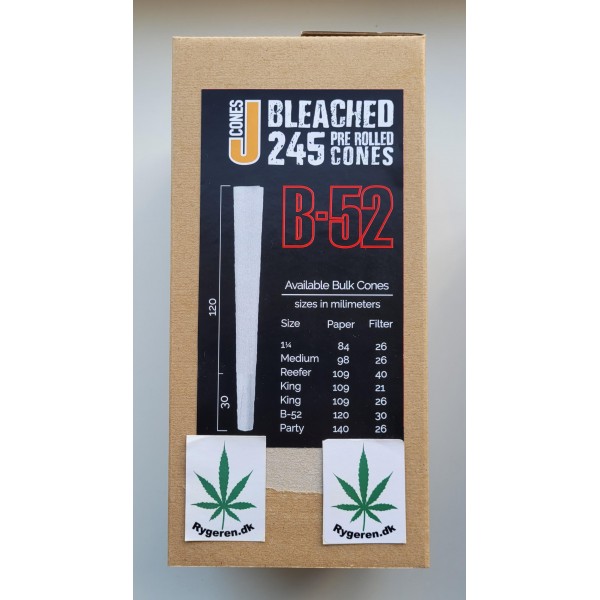 J CONES
BLEACHED
245 PRE ROLLED CONES
B-52
Available Bulk Cones
sizes in milimeters
Size Paper Filter
1¼ 84 26
Medium 98 26
Reefer 109 40
King 109 21
King 109 26
B-52 120 30
Party 140 26
120
30
Rygeren.dk
Rygeren.dk